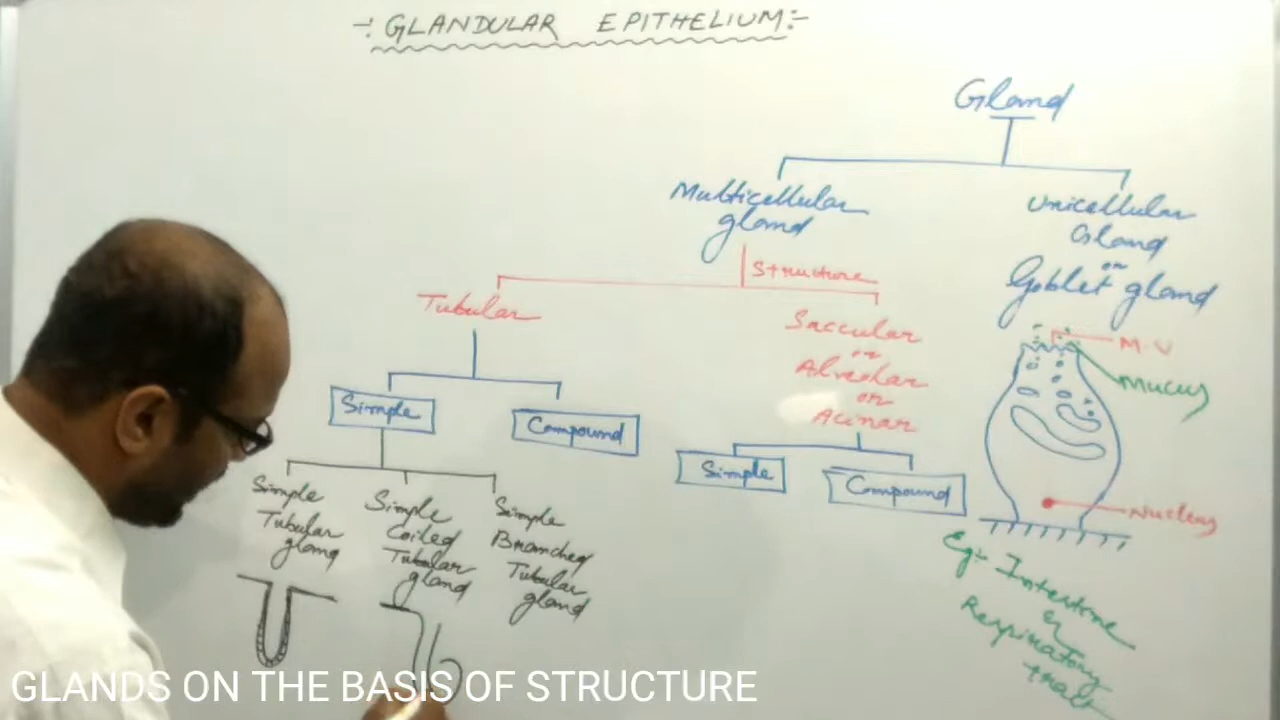 -: GLANDULAR EPITHELIUM:-
Gland
Multicellular
gland
Unicellular
Gland
or
Goblet gland
Structure
Tubular
Saccular
or
Alveolar
or
Acinar
M.V
Mucus
Nucleus
Simple
Compound
Simple
Compound
Simple
Tubular
gland
Simple
Coiled
Tubular
gland
Simple
Branched
Tubular
gland
Eg:- Intestine
&
Respiratory
tract
GLANDS ON THE BASIS OF STRUCTURE